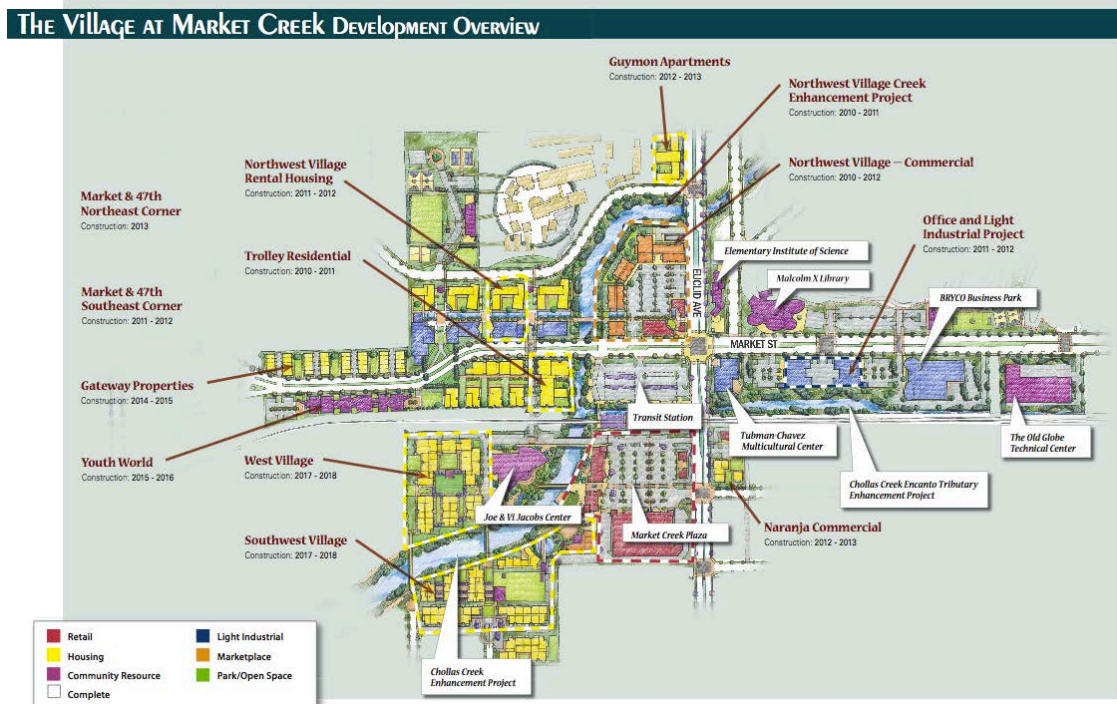 THE VILLAGE AT MARKET CREEK DEVELOPMENT OVERVIEW
Guymon Apartments
Construction: 2012 - 2013
Northwest Village Creek
Enhancement Project
Construction: 2010 - 2011
Northwest Village
Rental Housing
Construction: 2011 - 2012
Northwest Village – Commercial
Construction: 2010 - 2012
Market & 47th
Northeast Corner
Construction: 2013
Elementary Institute of Science
Office and Light
Industrial Project
Construction: 2011 - 2012
Trolley Residential
Construction: 2010 - 2011
Malcolm X Library
BRYCO Business Park
Market & 47th
Southeast Corner
Construction: 2011 - 2012
EUCLID AVE
MARKET ST
Gateway Properties
Construction: 2014 - 2015
Transit Station
Tubman-Chavez
Multicultural Center
The Old Globe
Technical Center
Youth World
Construction: 2015 - 2016
West Village
Construction: 2017 - 2018
Chollas Creek Encanto Tributary
Enhancement Project
Joe & Vi Jacobs Center
Market Creek Plaza
Naranja Commercial
Construction: 2012 - 2013
Southwest Village
Construction: 2017 - 2018
Chollas Creek
Enhancement Project
Retail
Housing
Community Resource
Complete
Light Industrial
Marketplace
Park/Open Space